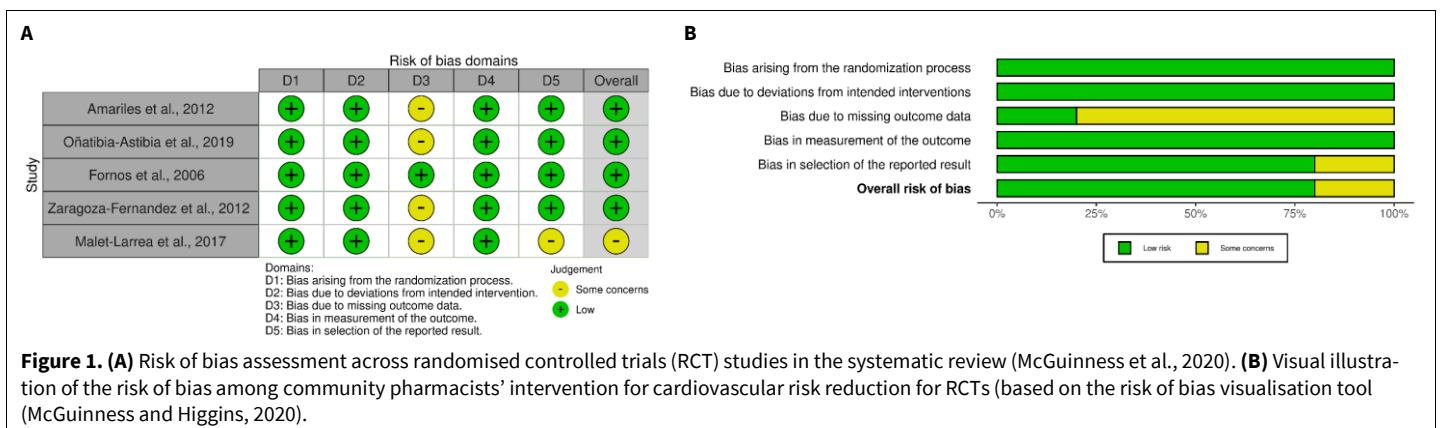 A
Risk of bias domains
D1 D2 D3 D4 D5 Overall
Study
Amariles et al., 2012 + + - + + +
Oñatibia-Astibia et al., 2019 + + - + + +
Fornos et al., 2006 + + + + + +
Zaragoza-Fernandez et al., 2012 + + - + + +
Malet-Larrea et al., 2017 + + - + - -
Domains:
D1: Bias arising from the randomization process.
D2: Bias due to deviations from intended intervention.
D3: Bias due to missing outcome data.
D4: Bias in measurement of the outcome.
D5: Bias in selection of the reported result.
Judgement
- Some concerns
+ Low
B
Bias arising from the randomization process
Bias due to deviations from intended interventions
Bias due to missing outcome data
Bias in measurement of the outcome
Bias in selection of the reported result
Overall risk of bias
0% 25% 50% 75% 100%
Low risk Some concerns
Figure 1. (A) Risk of bias assessment across randomised controlled trials (RCT) studies in the systematic review (McGuinness et al., 2020). (B) Visual illustra-
tion of the risk of bias among community pharmacists’ intervention for cardiovascular risk reduction for RCTs (based on the risk of bias visualisation tool
(McGuinness and Higgins, 2020).